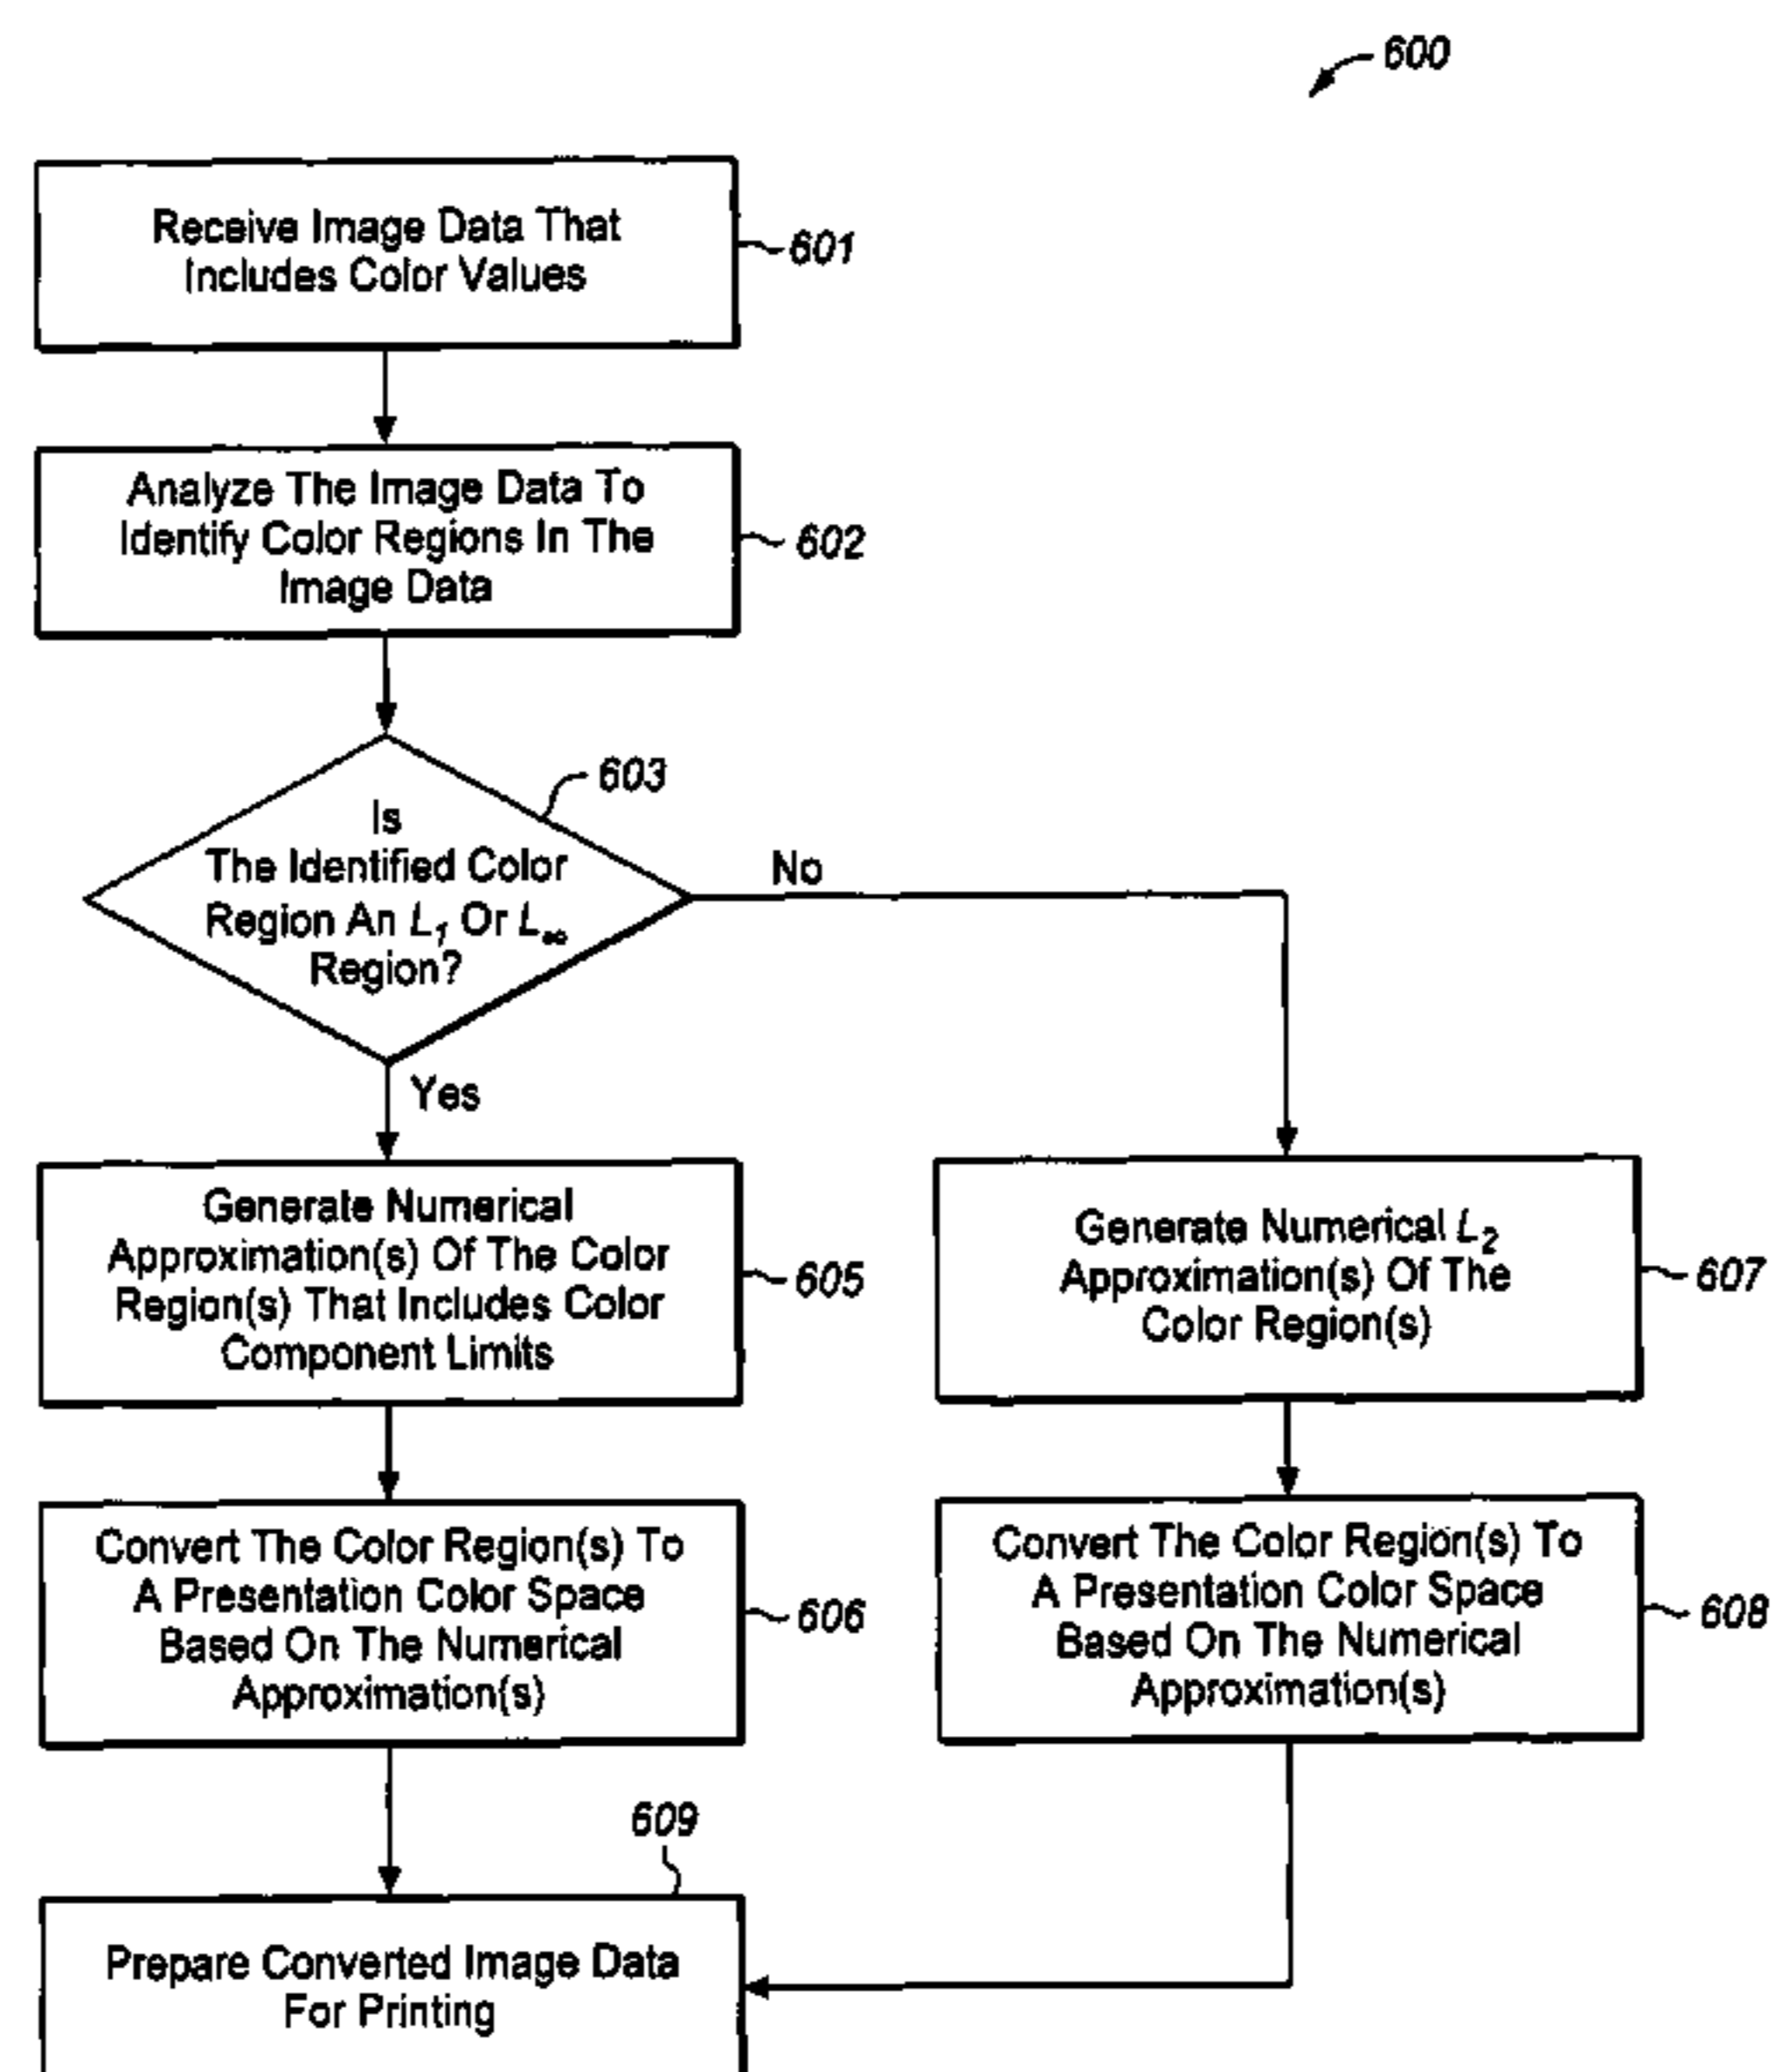 600
Receive Image Data That
Includes Color Values
601
Analyze The Image Data To
Identify Color Regions In The
Image Data
602
603
Is
The Identified Color
Region An L₁ Or L∞
Region?
No
Yes
Generate Numerical
Approximation(s) Of The Color
Region(s) That Includes Color
Component Limits
605
Generate Numerical L₂
Approximation(s) Of The
Color Region(s)
607
Convert The Color Region(s) To
A Presentation Color Space
Based On The Numerical
Approximation(s)
606
Convert The Color Region(s) To
A Presentation Color Space
Based On The Numerical
Approximation(s)
608
609
Prepare Converted Image Data
For Printing